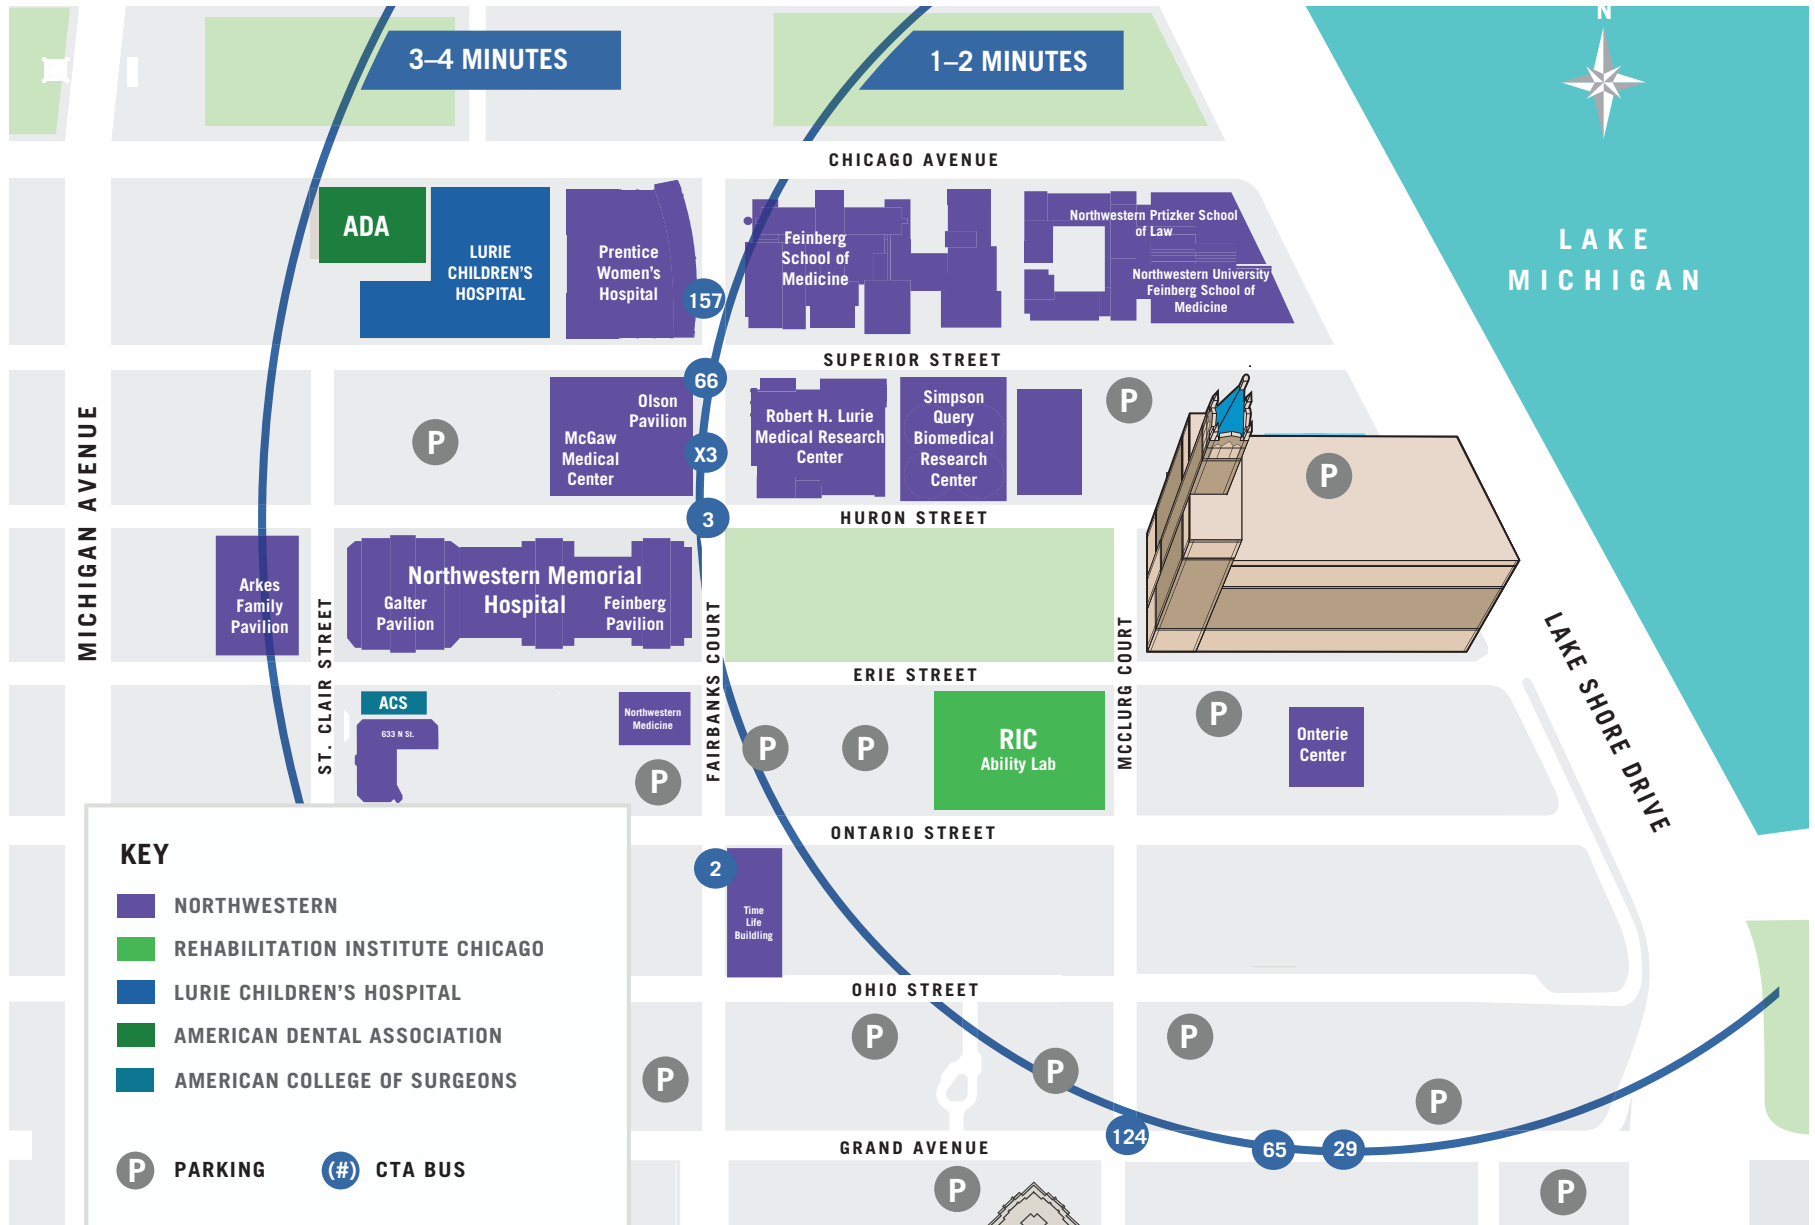 N
3–4 MINUTES
1–2 MINUTES
CHICAGO AVENUE
ADA
LURIE
CHILDREN'S
HOSPITAL
Prentice
Women's
Hospital
157
Feinberg
School of
Medicine
Northwestern Prtizker School
of Law
Northwestern University
Feinberg School of
Medicine
LAKE
MICHIGAN
SUPERIOR STREET
66
Olson
Pavilion
McGaw
Medical
Center
X3
Robert H. Lurie
Medical Research
Center
Simpson
Query
Biomedical
Research
Center
P
P
P
MICHIGAN AVENUE
3
HURON STREET
Arkes
Family
Pavilion
Northwestern Memorial
Hospital
Galter
Pavilion
Feinberg
Pavilion
ST. CLAIR STREET
FAIRBANKS COURT
MCCLURG COURT
LAKE SHORE DRIVE
ERIE STREET
ACS
633 N St.
Northwestern
Medicine
P
P
P
RIC
Ability Lab
P
Onterie
Center
ONTARIO STREET
2
Time
Life
Buildling
OHIO STREET
P
P
P
P
P
124
65
29
GRAND AVENUE
P
P
KEY
NORTHWESTERN
REHABILITATION INSTITUTE CHICAGO
LURIE CHILDREN'S HOSPITAL
AMERICAN DENTAL ASSOCIATION
AMERICAN COLLEGE OF SURGEONS
P PARKING
(#) CTA BUS